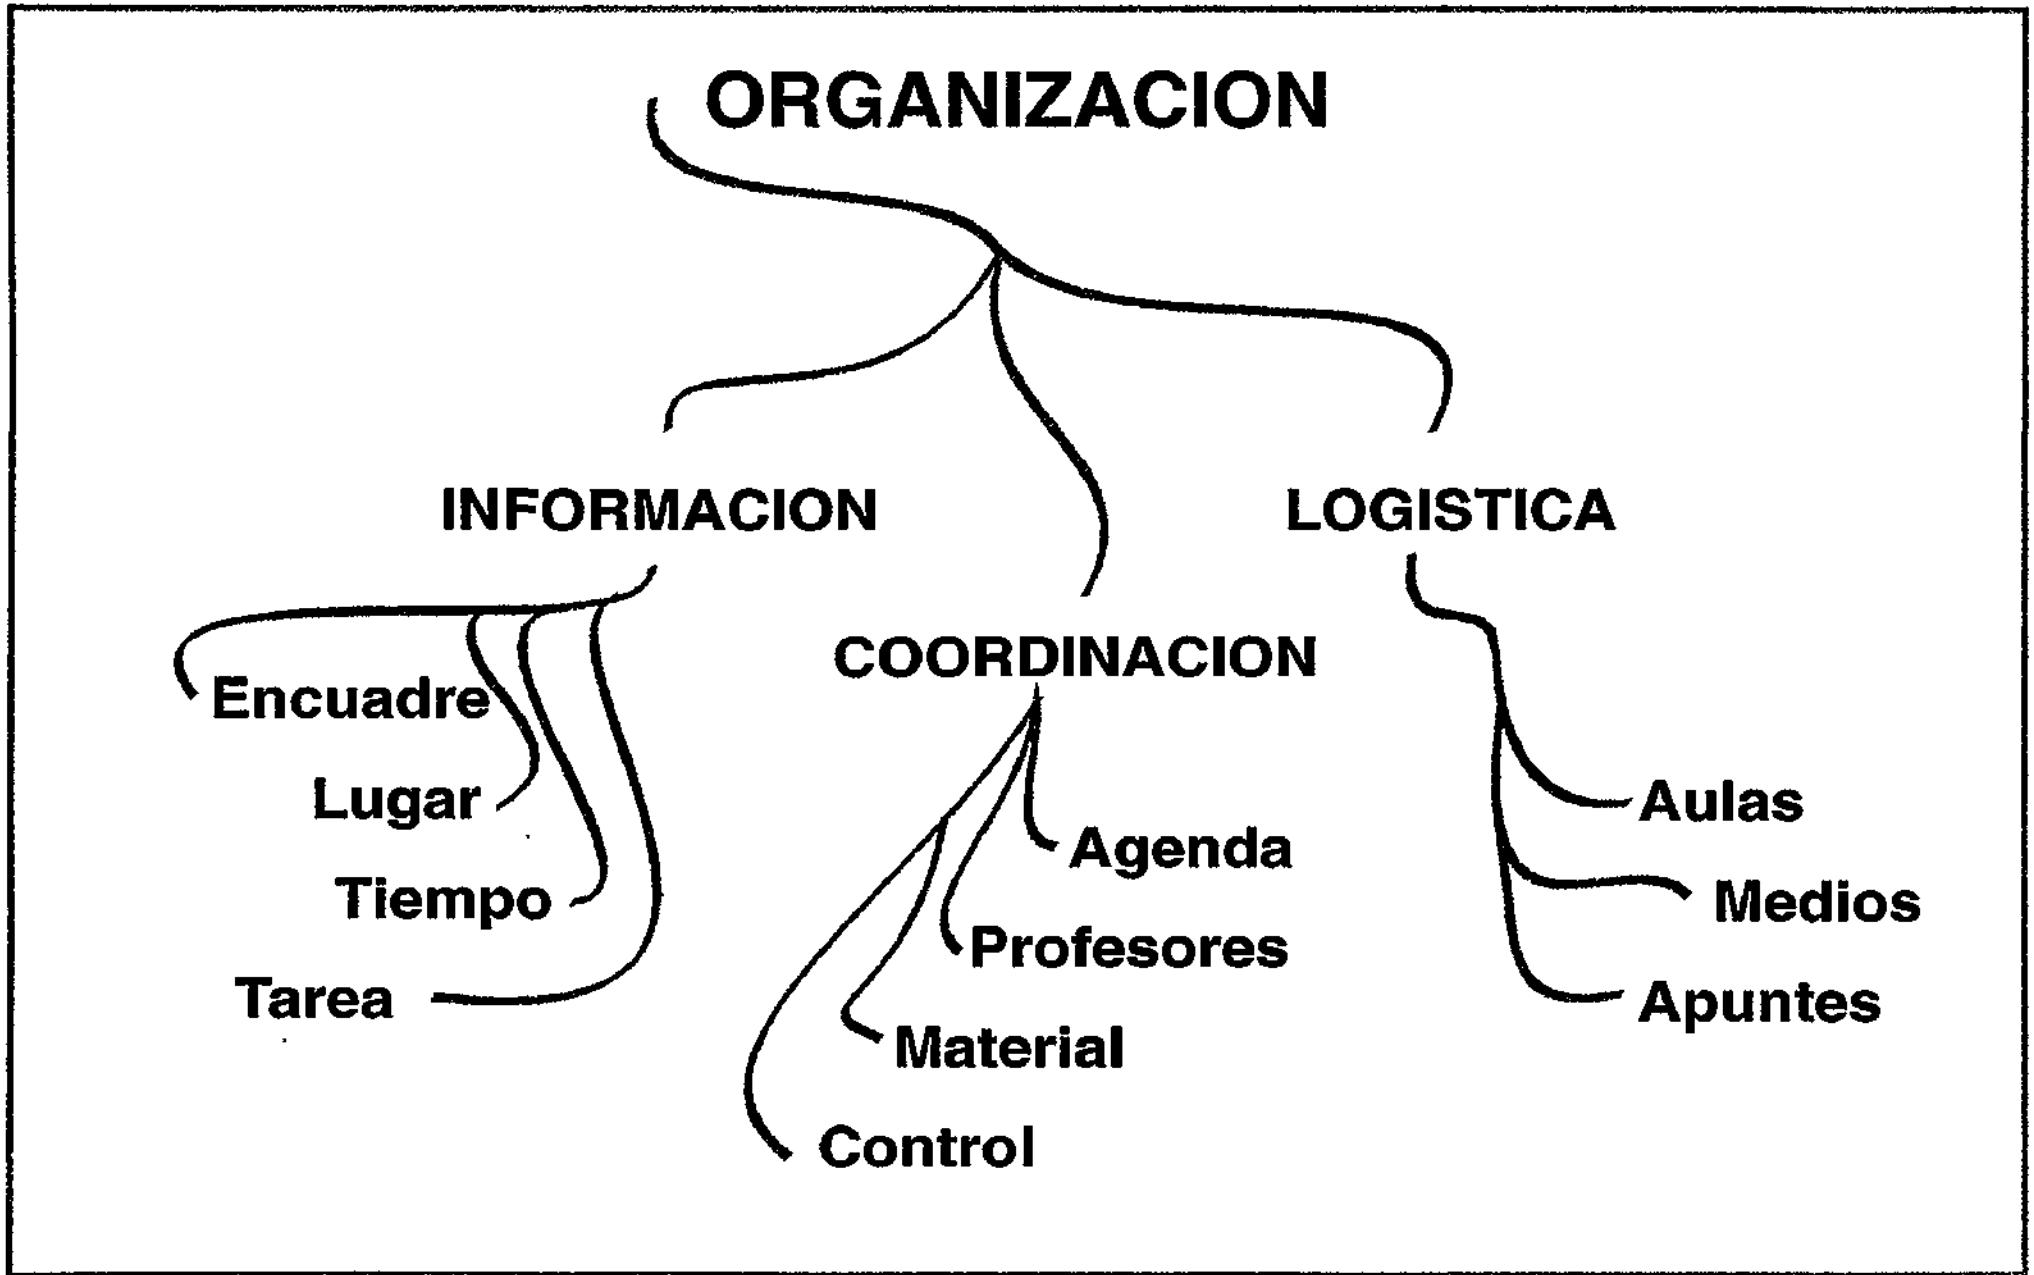 ORGANIZACION
INFORMACION
Encuadre
Lugar
Tiempo
Tarea
COORDINACION
Agenda
Profesores
Material
Control
LOGISTICA
Aulas
Medios
Apuntes